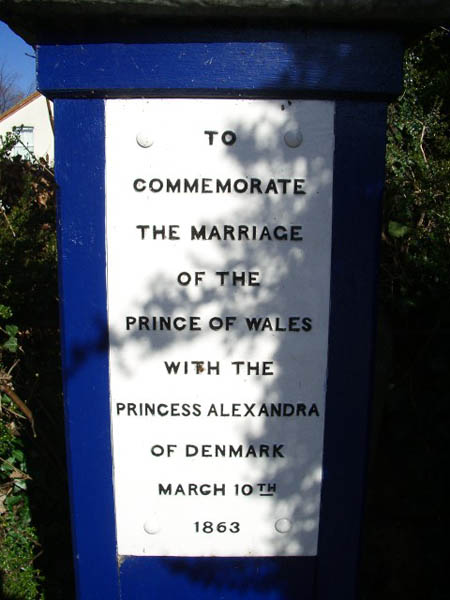 TO
COMMEMORATE
THE MARRIAGE
OF THE
PRINCE OF WALES
WITH THE
PRINCESS ALEXANDRA
OF DENMARK
MARCH 10TH
1863